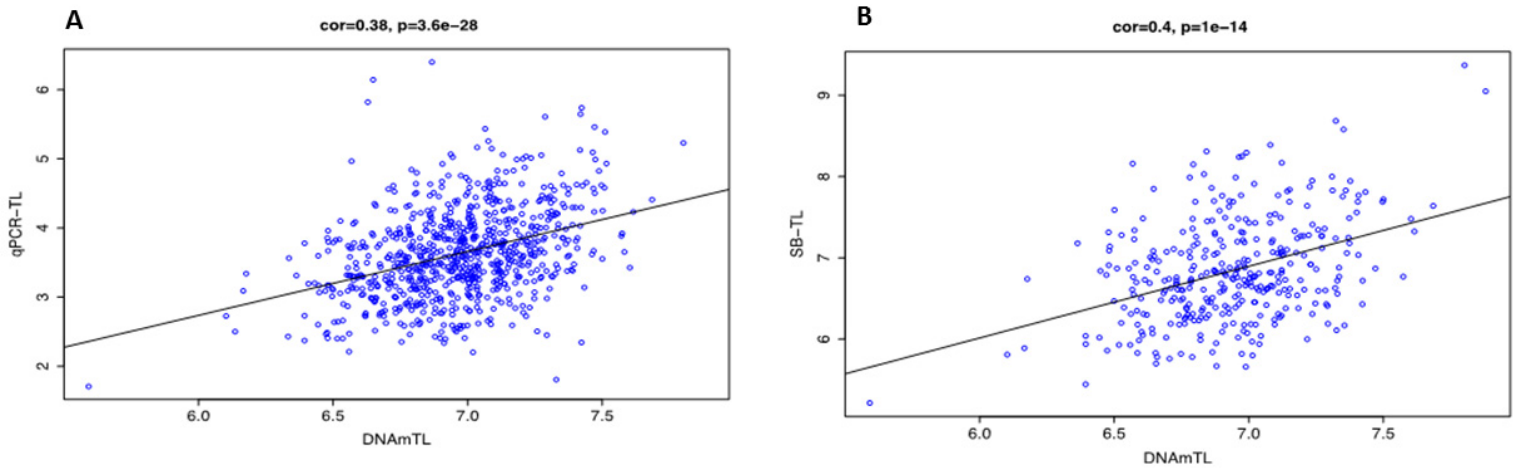 A
cor=0.38, p=3.6e−28
6
5
4
3
2
qPCR−TL
6.0 6.5 7.0 7.5
DNAmTL
B
cor=0.4, p=1e−14
9
8
7
6
SB−TL
6.0 6.5 7.0 7.5
DNAmTL